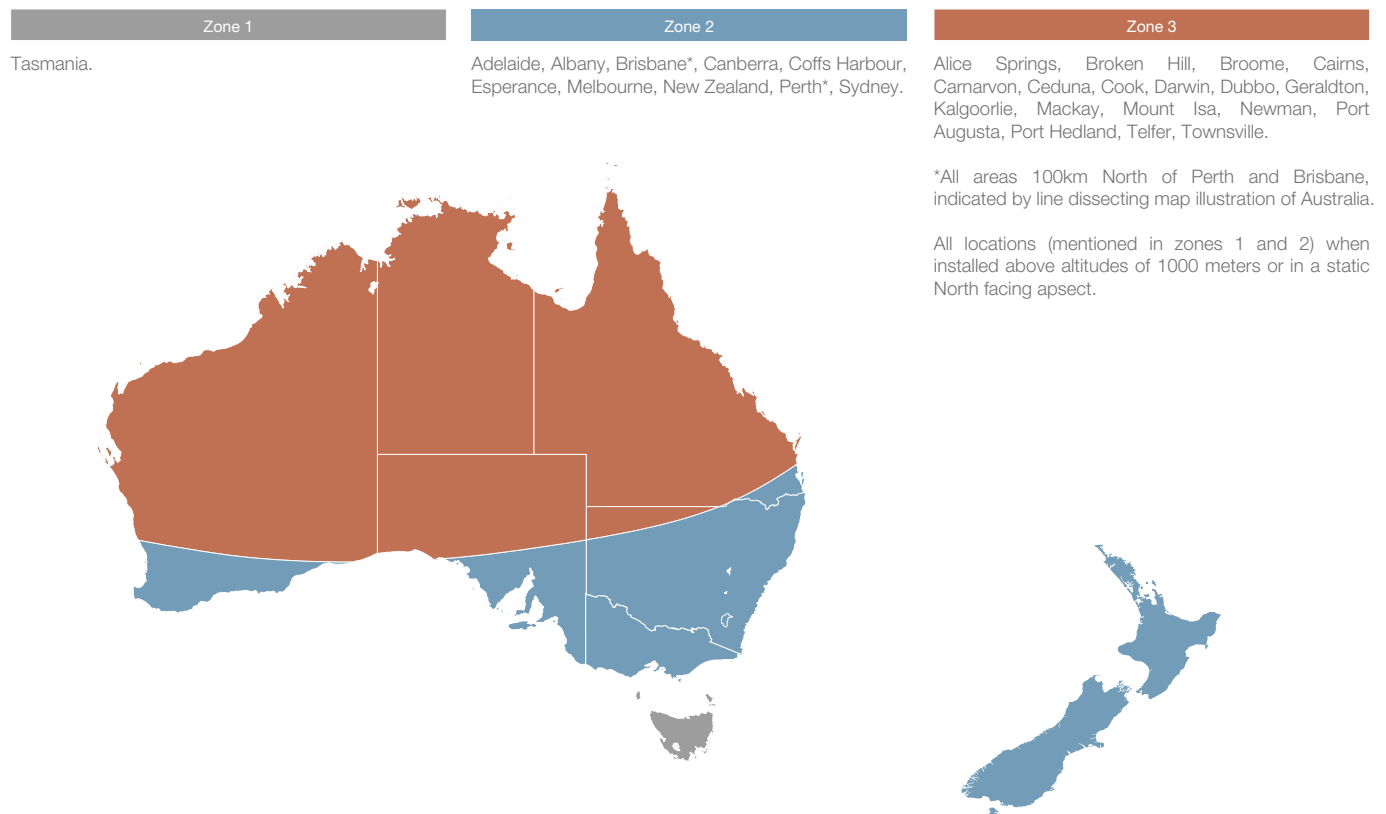 Zone 1
Tasmania.
Zone 2
Adelaide, Albany, Brisbane*, Canberra, Coffs Harbour,
Esperance, Melbourne, New Zealand, Perth*, Sydney.
Zone 3
Alice Springs, Broken Hill, Broome, Cairns,
Carnarvon, Ceduna, Cook, Darwin, Dubbo, Geraldton,
Kalgoorlie, Mackay, Mount Isa, Newman, Port
Augusta, Port Hedland, Telfer, Townsville.
*All areas 100km North of Perth and Brisbane,
indicated by line dissecting map illustration of Australia.
All locations (mentioned in zones 1 and 2) when
installed above altitudes of 1000 meters or in a static
North facing apsect.